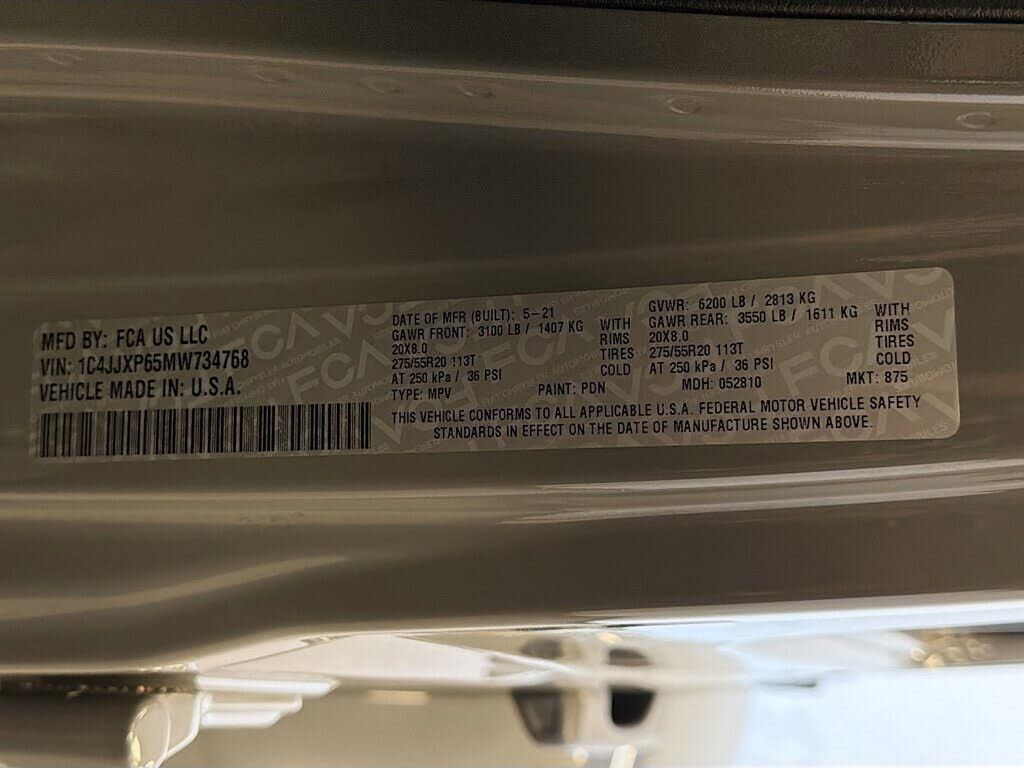 MFD BY: FCA US LLC
VIN: 1C4JJXP65MW734768
VEHICLE MADE IN: U.S.A.
DATE OF MFR (BUILT): 5-21
GAWR FRONT: 3100 LB / 1407 KG WITH
20X8.0 RIMS
275/55R20 113T TIRES
AT 250 kPa / 36 PSI COLD
TYPE: MPV PAINT: PDN
GVWR: 6200 LB / 2813 KG
GAWR REAR: 3550 LB / 1611 KG WITH
20X8.0 RIMS
275/55R20 113T TIRES
AT 250 kPa / 36 PSI COLD
MDH: 052810 MKT: 875
THIS VEHICLE CONFORMS TO ALL APPLICABLE U.S.A. FEDERAL MOTOR VEHICLE SAFETY
STANDARDS IN EFFECT ON THE DATE OF MANUFACTURE SHOWN ABOVE.